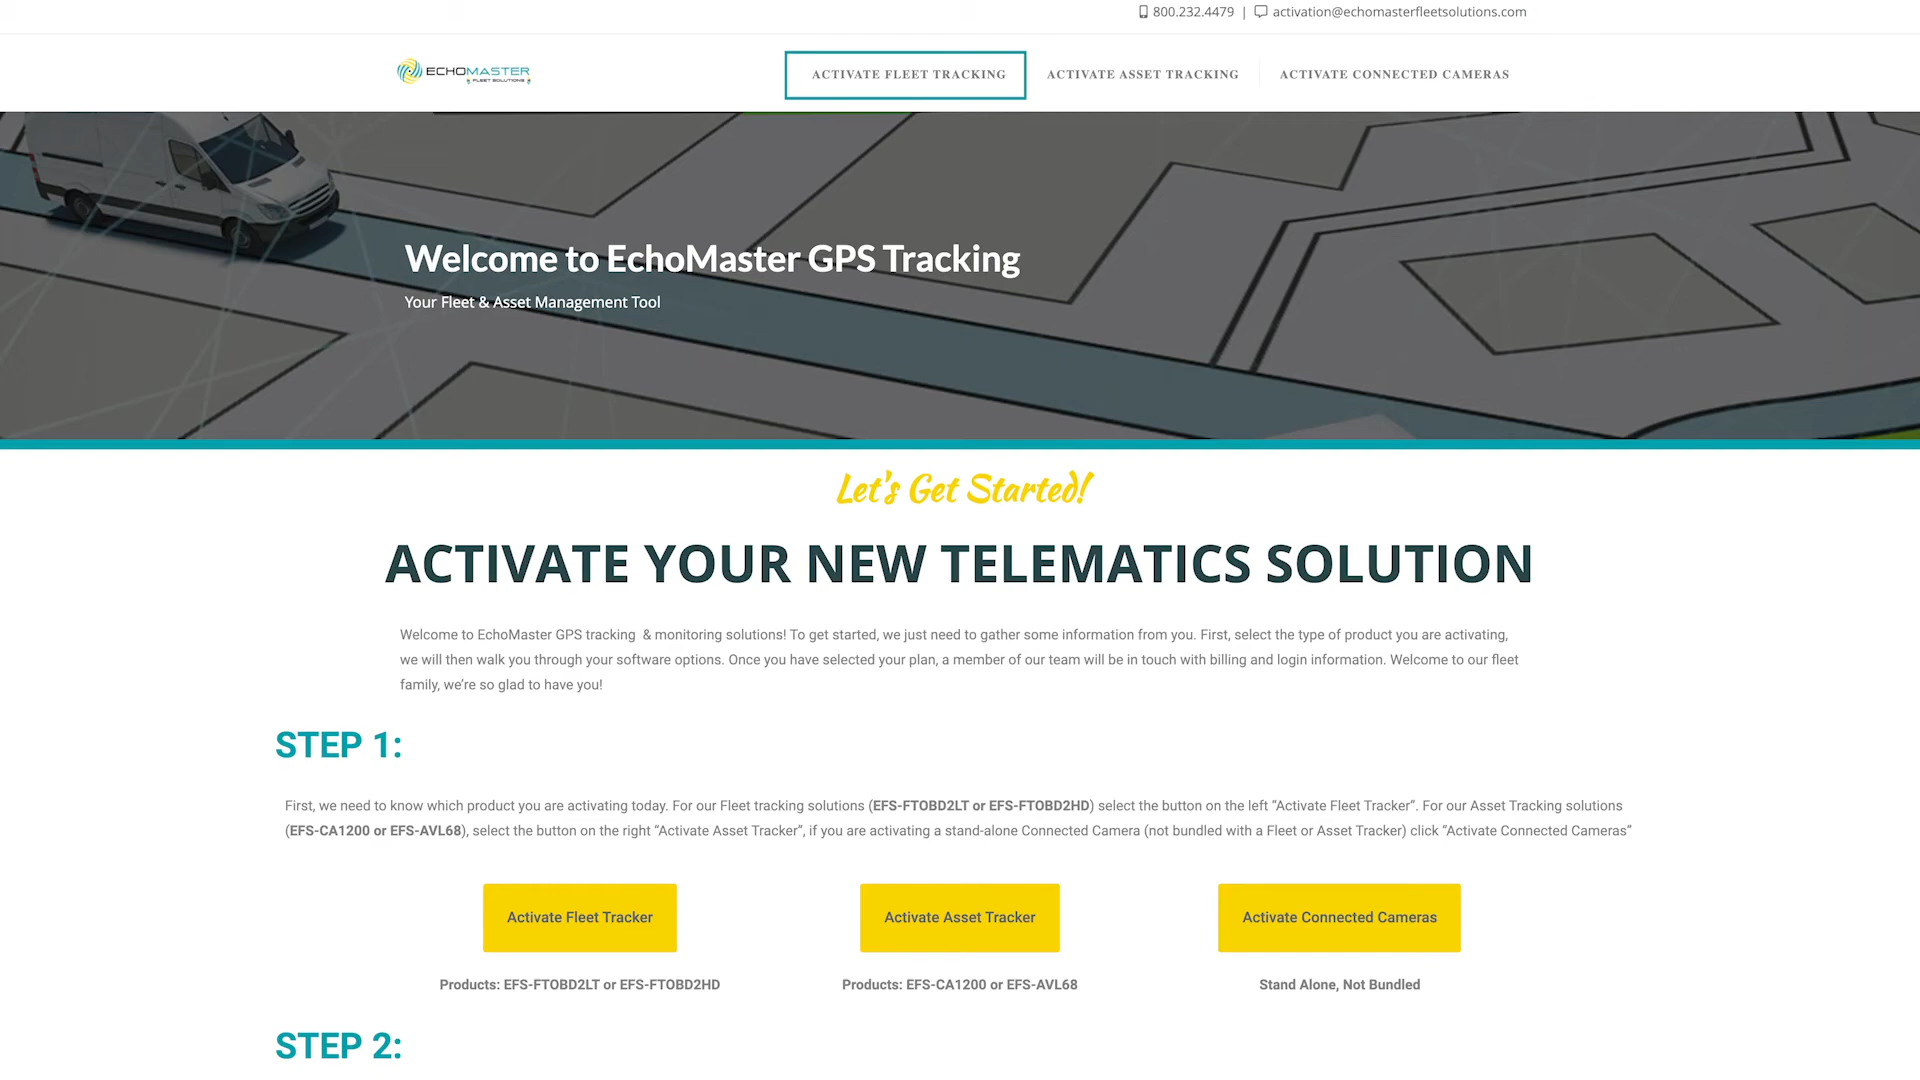 800.232.4479 | activation@echomasterfleetsolutions.com
ECHOMASTER
FLEET SOLUTIONS
ACTIVATE FLEET TRACKING
ACTIVATE ASSET TRACKING
ACTIVATE CONNECTED CAMERAS
Welcome to EchoMaster GPS Tracking
Your Fleet & Asset Management Tool
Let's Get Started!
ACTIVATE YOUR NEW TELEMATICS SOLUTION
Welcome to EchoMaster GPS tracking & monitoring solutions! To get started, we just need to gather some information from you. First, select the type of product you are activating,
we will then walk you through your software options. Once you have selected your plan, a member of our team will be in touch with billing and login information. Welcome to our fleet
family, we’re so glad to have you!
STEP 1:
First, we need to know which product you are activating today. For our Fleet tracking solutions (EFS-FTOBD2LT or EFS-FTOBD2HD) select the button on the left “Activate Fleet Tracker”. For our Asset Tracking solutions
(EFS-CA1200 or EFS-AVL68), select the button on the right “Activate Asset Tracker”, if you are activating a stand-alone Connected Camera (not bundled with a Fleet or Asset Tracker) click “Activate Connected Cameras”
Activate Fleet Tracker
Activate Asset Tracker
Activate Connected Cameras
Products: EFS-FTOBD2LT or EFS-FTOBD2HD
Products: EFS-CA1200 or EFS-AVL68
Stand Alone, Not Bundled
STEP 2: